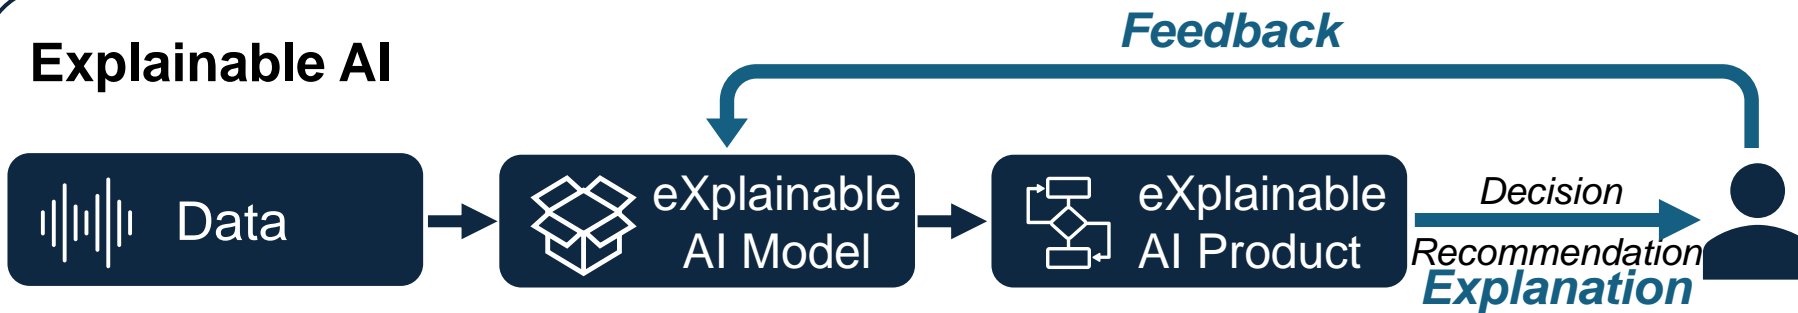 Feedback
Explainable AI
Data
eXplainable
AI Model
eXplainable
AI Product
Decision
Recommendation
Explanation